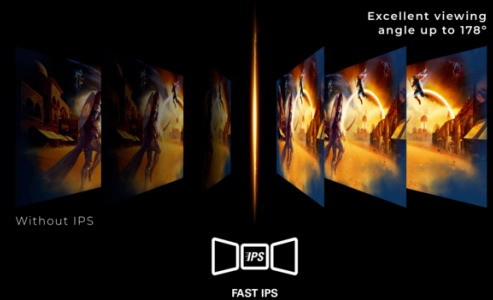 Excellent viewing
angle up to 178°
Without IPS
IPS
FAST IPS